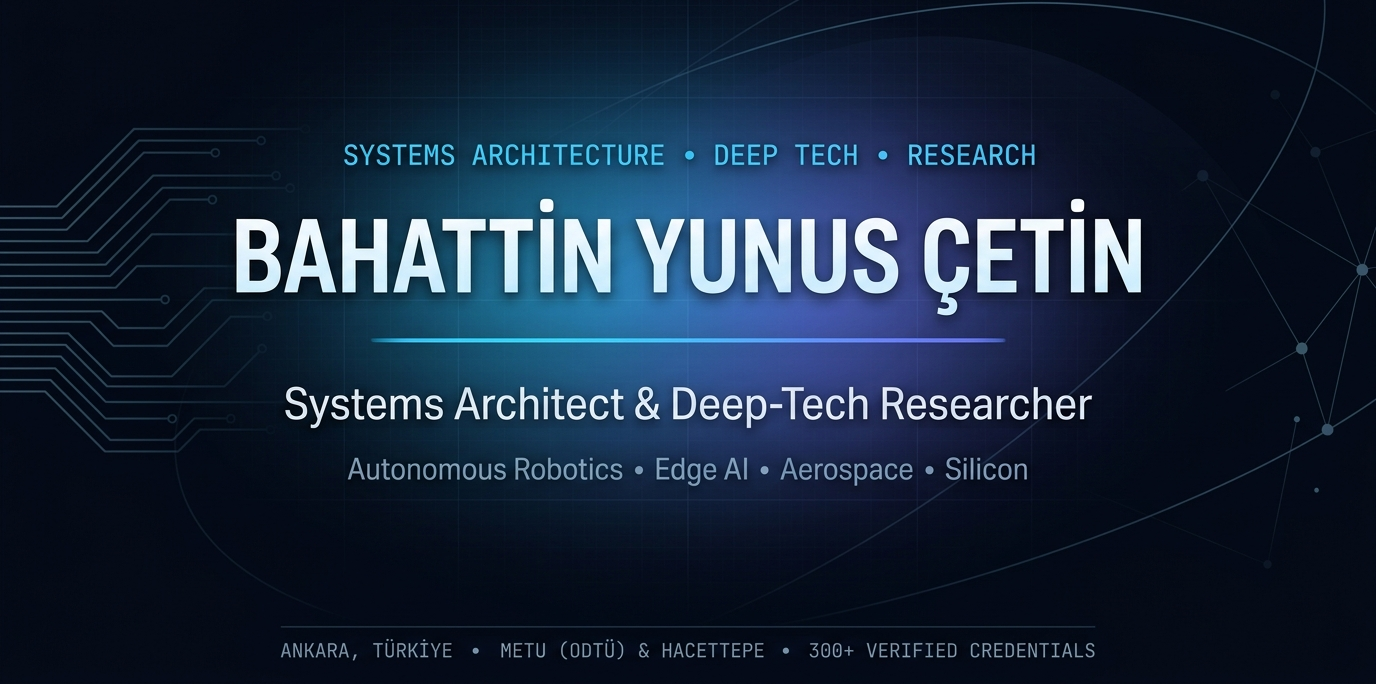 SYSTEMS ARCHITECTURE • DEEP TECH • RESEARCH
BAHATTİN YUNUS ÇETİN
Systems Architect & Deep-Tech Researcher
Autonomous Robotics • Edge AI • Aerospace • Silicon
ANKARA, TÜRKİYE • METU (ODTÜ) & HACETTEPE • 300+ VERIFIED CREDENTIALS